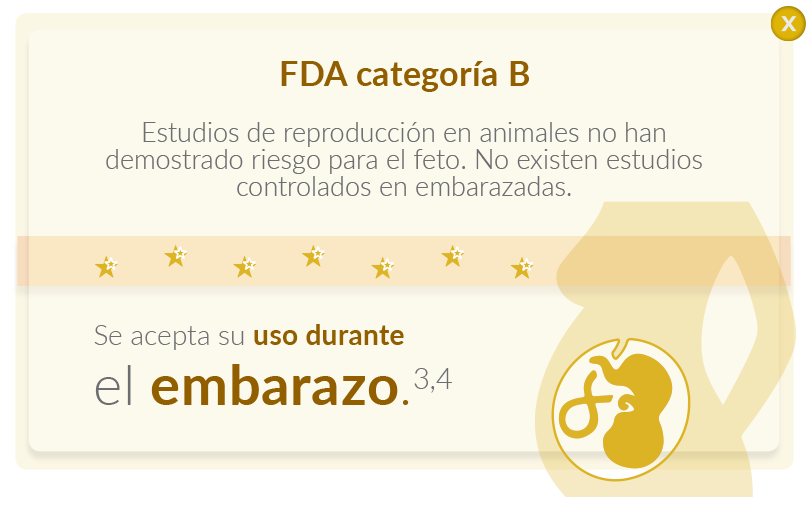 X
FDA categoría B
Estudios de reproducción en animales no han
demostrado riesgo para el feto. No existen estudios
controlados en embarazadas.
Se acepta su uso durante
el embarazo.3,4